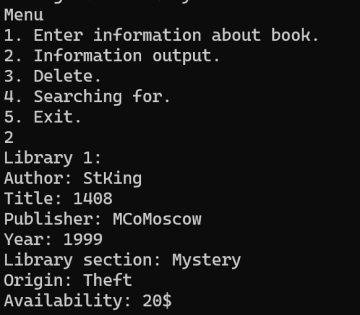 Menu
1. Enter information about book.
2. Information output.
3. Delete.
4. Searching for.
5. Exit.
2
Library 1:
Author: StKing
Title: 1408
Publisher: MCoMoscow
Year: 1999
Library section: Mystery
Origin: Theft
Availability: 20$